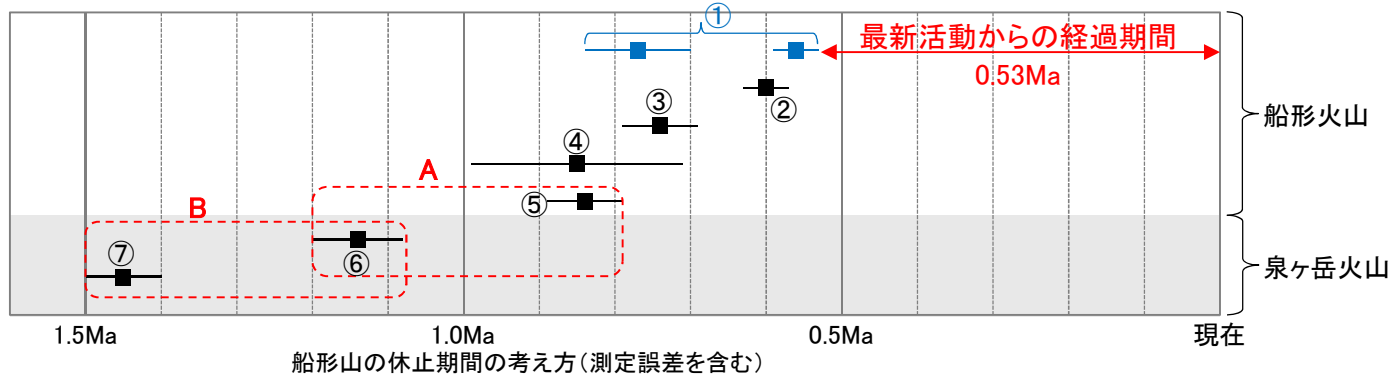 ①
最新活動からの経過期間
0.53Ma
②
③
船形火山
④
A
⑤
B
⑥
⑦
泉ヶ岳火山
1.5Ma
1.0Ma
0.5Ma
現在
船形山の休止期間の考え方(測定誤差を含む)